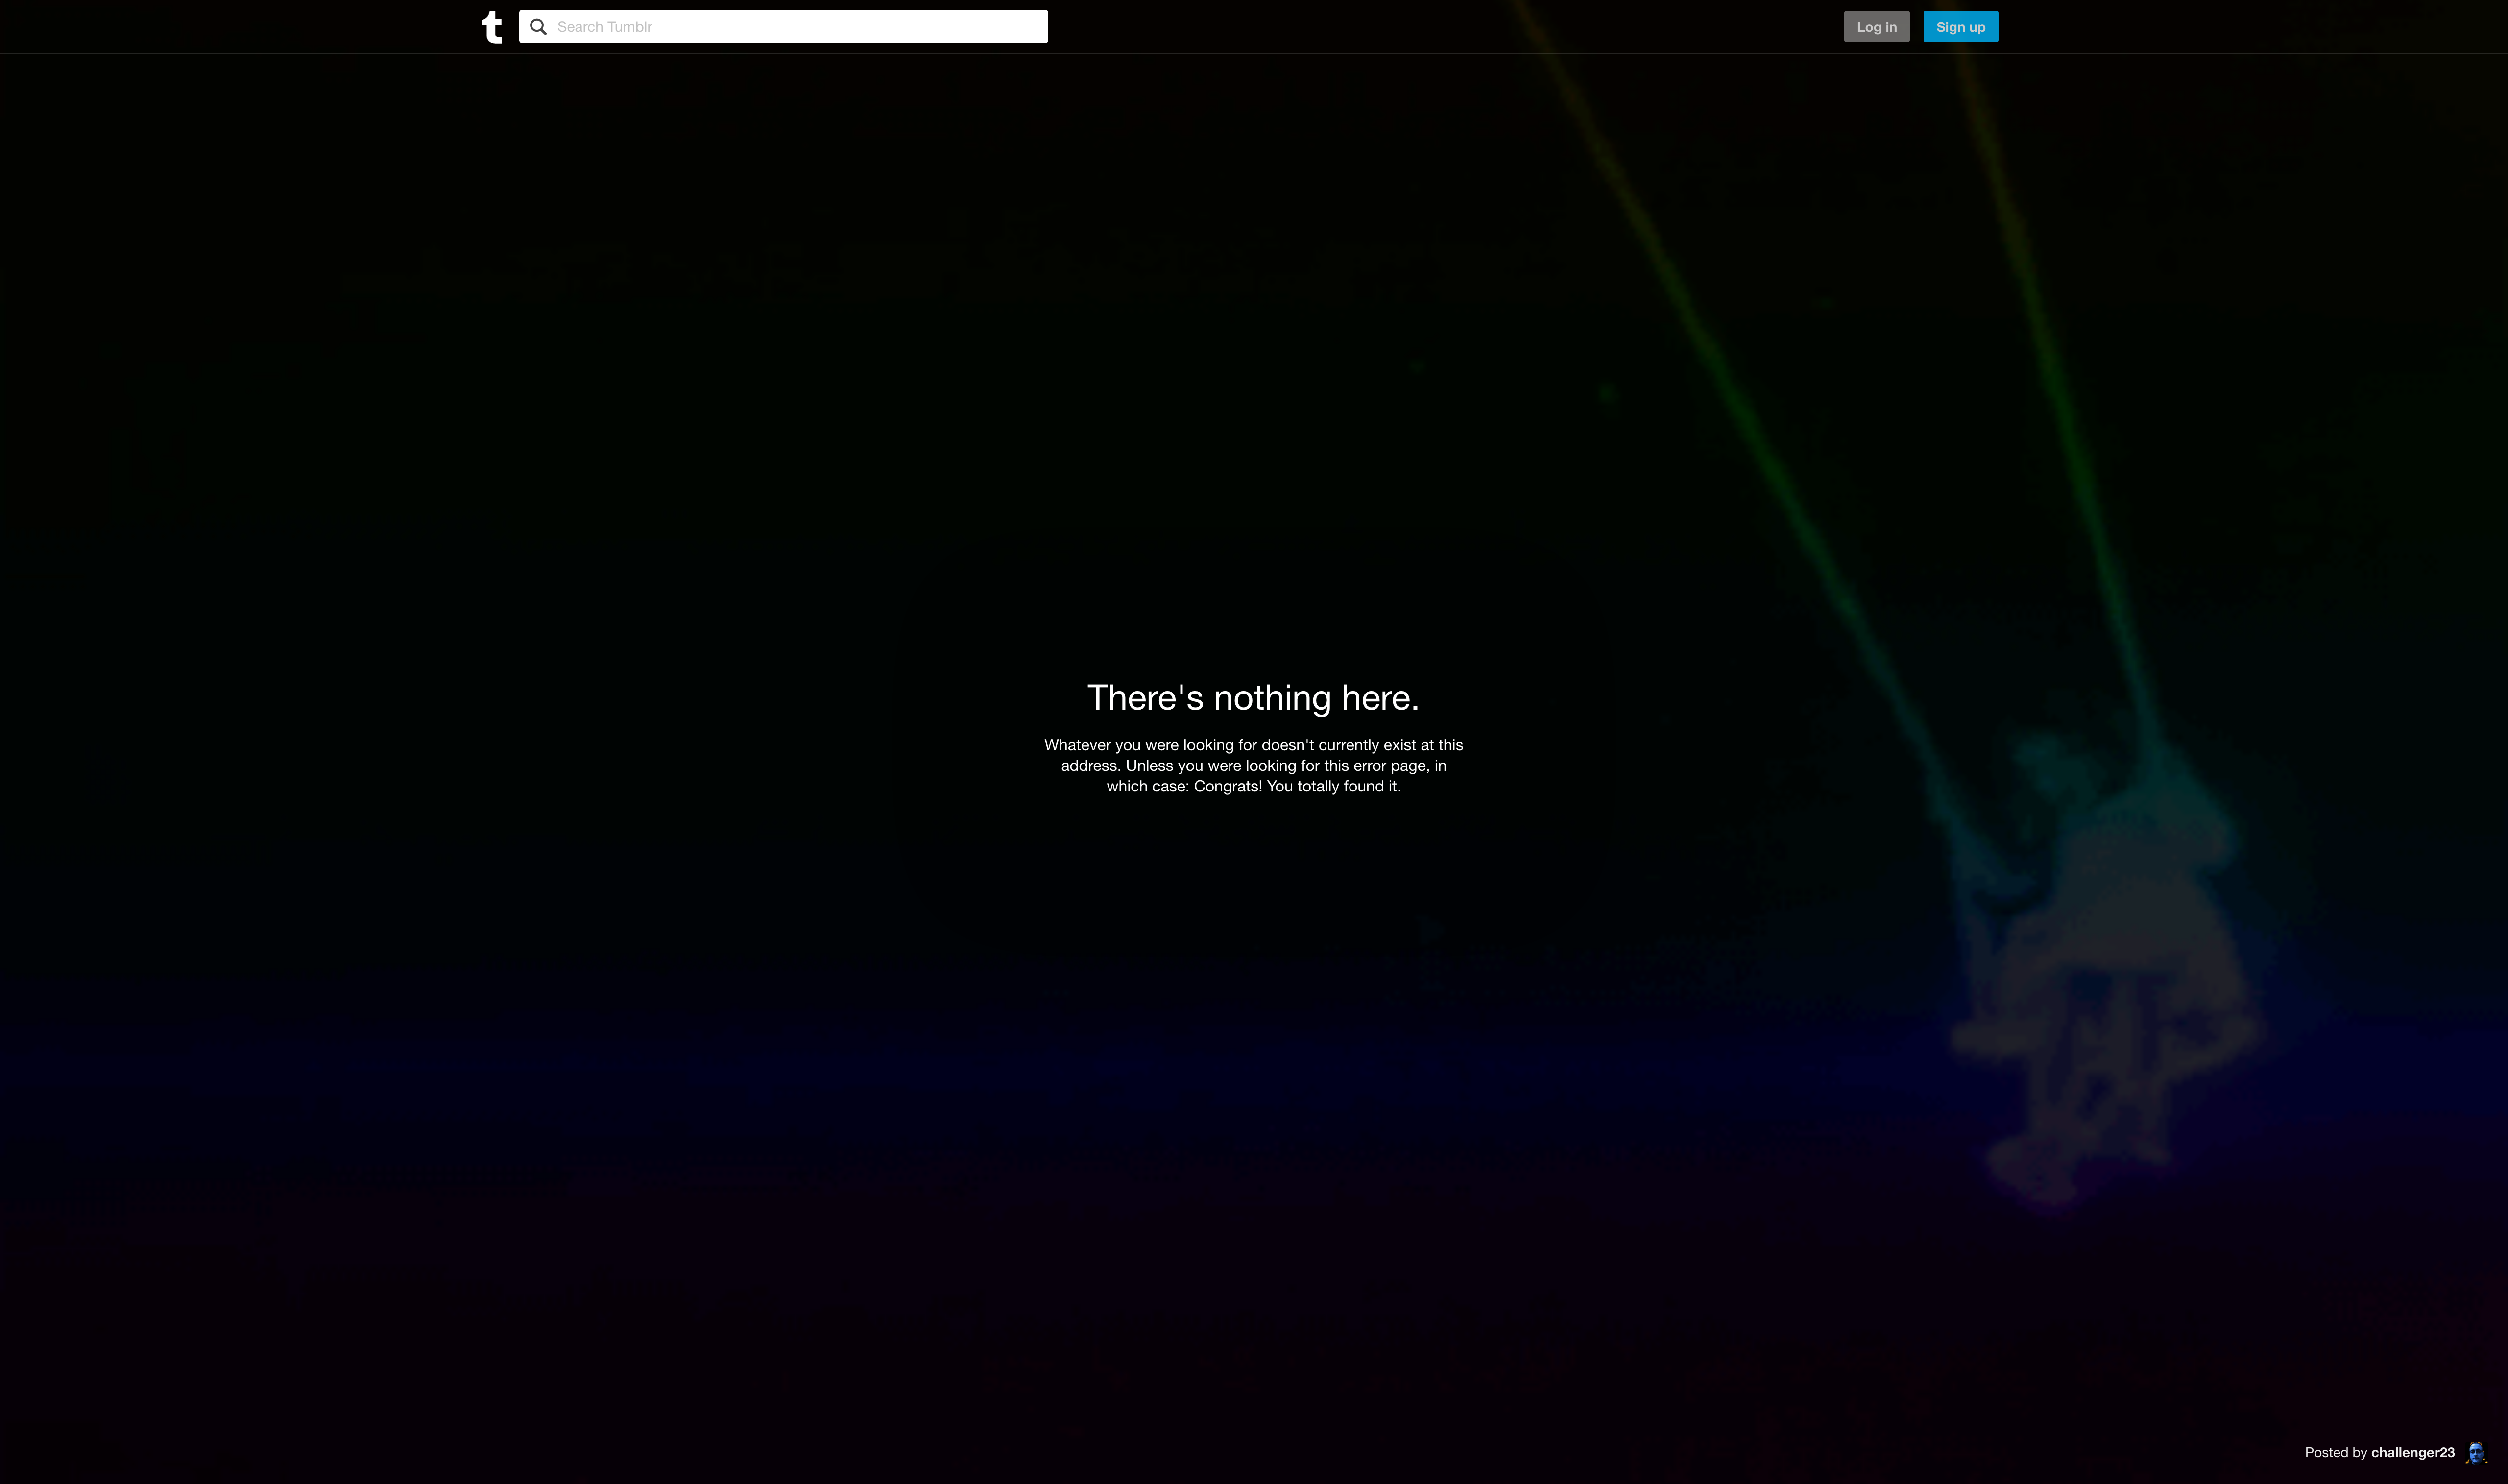 t
Search Tumblr
Log in
Sign up
There's nothing here.
Whatever you were looking for doesn't currently exist at this
address. Unless you were looking for this error page, in
which case: Congrats! You totally found it.
Posted by challenger23